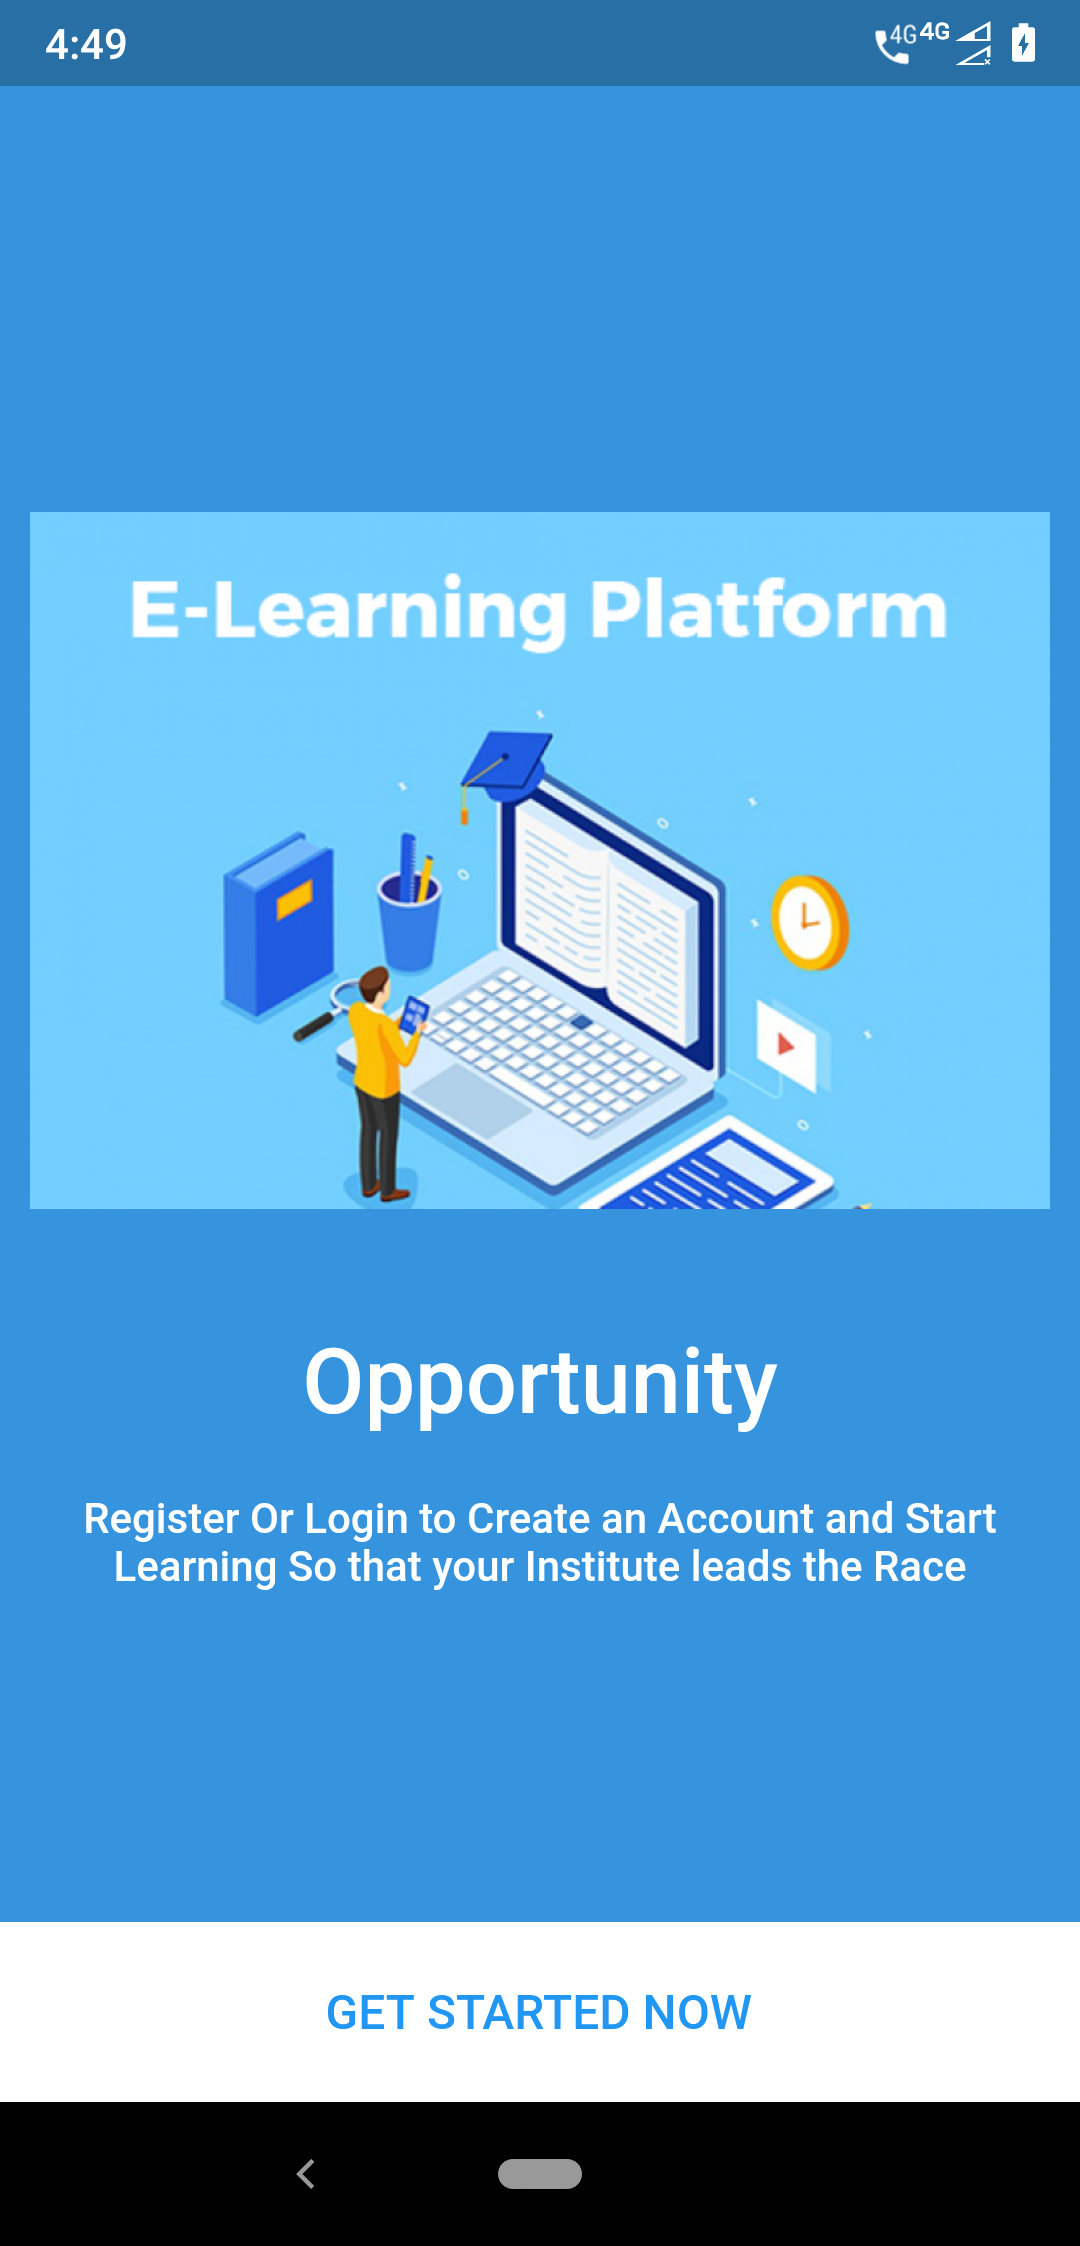 4:49
4G 4G
E-Learning Platform
Opportunity
Register Or Login to Create an Account and Start
Learning So that your Institute leads the Race
GET STARTED NOW